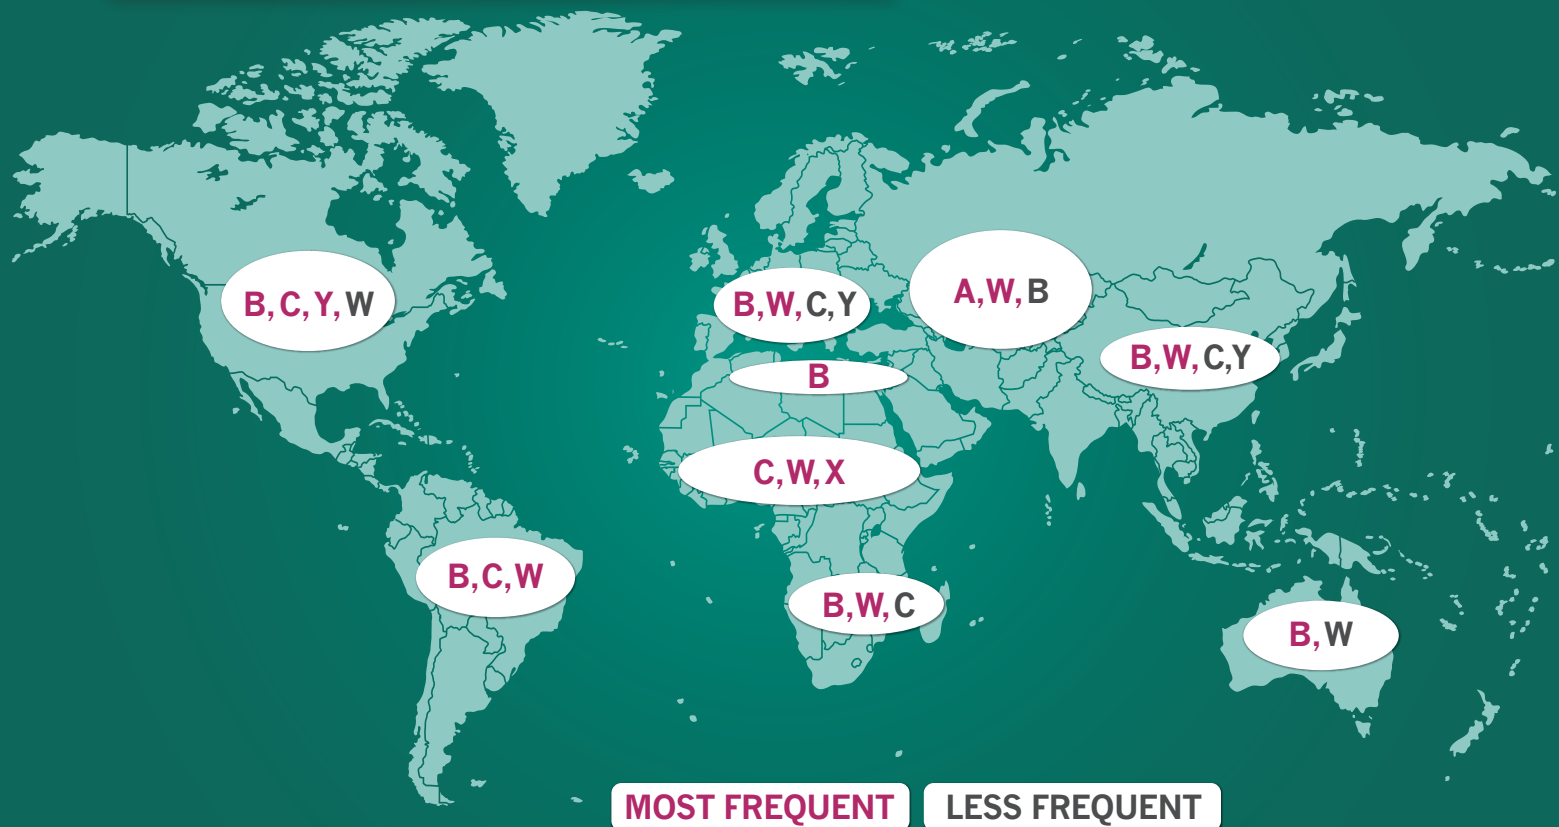 B, C, Y, W
B, W, C, Y
A, W, B
B, W, C, Y
B
C, W, X
B, C, W
B, W, C
B, W
MOST FREQUENT
LESS FREQUENT